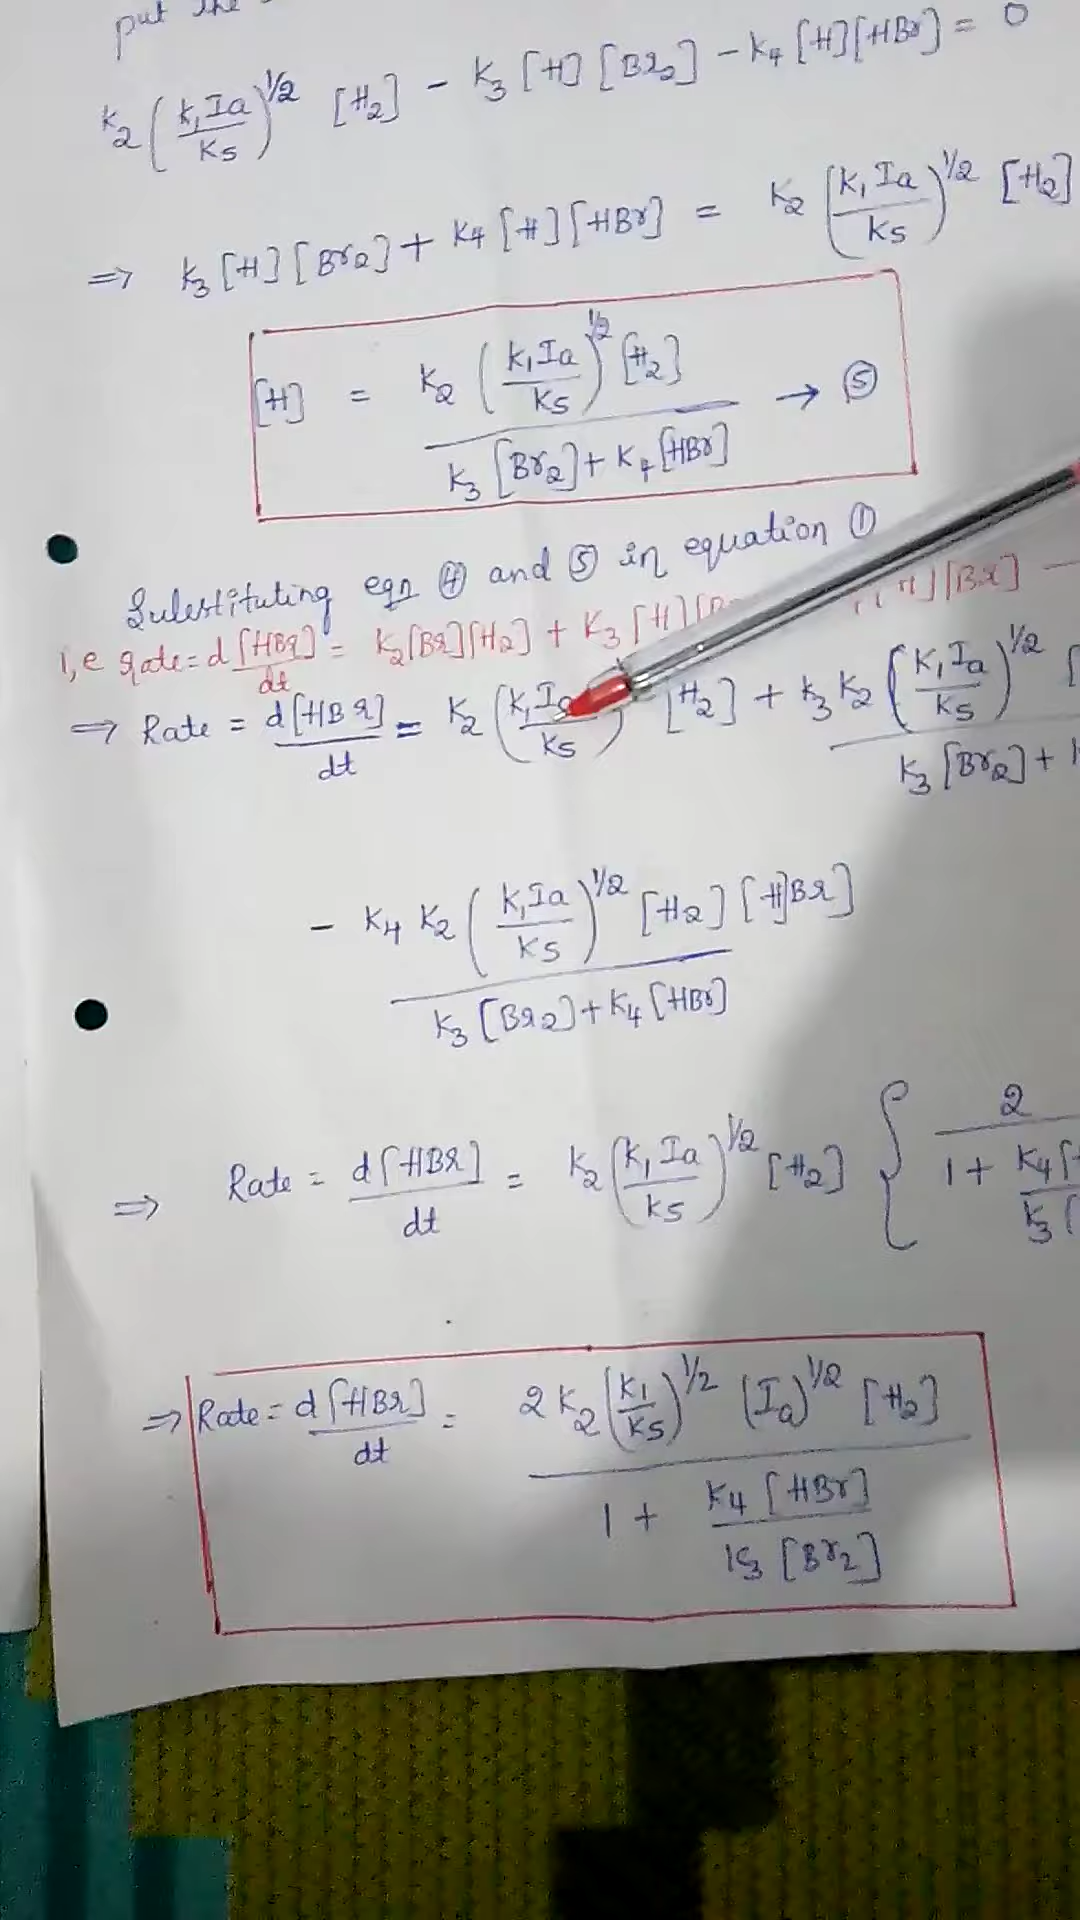 put the
K₂ (k₁Ia/K5)^1/2 [H₂] - K₃ [H] [Br₂] - K₄ [H][HBr] = 0
⇒ K₃ [H] [Br₂] + K₄ [H] [HBr] = K₂ (K₁Ia/K5)^1/2 [H₂]
[H] = K₂ (K₁Ia/K5)^1/2 [H₂] / K₃ [Br₂] + K₄ [HBr] → ⑤
Substituting eqn ④ and ⑤ in equation ①
i,e rate = d[HBr]/dt = K₂[Br][H₂] + K₃ [H] [Br] -
⇒ Rate = d[HBr]/dt = K₂ (K₁Ia/K5) [H₂] + K₃ K₂ (K₁Ia/K5)^1/2 [ / K₃ [Br₂] +
- K₄ K₂ (K₁Ia/K5)^1/2 [H₂] [HBr] / K₃ [Br₂] + K₄ [HBr]
⇒ Rate = d[HBr]/dt = K₂ (K₁Ia/K5)^1/2 [H₂] { 2 / 1 + K₄[ / K₃[
⇒ Rate = d[HBr]/dt = 2 K₂ (K₁/K5)^1/2 (Ia)^1/2 [H₂] / 1 + K₄ [HBr] / K₃ [Br₂]